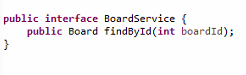 public interface BoardService {
    public Board findById(int boardId);
}